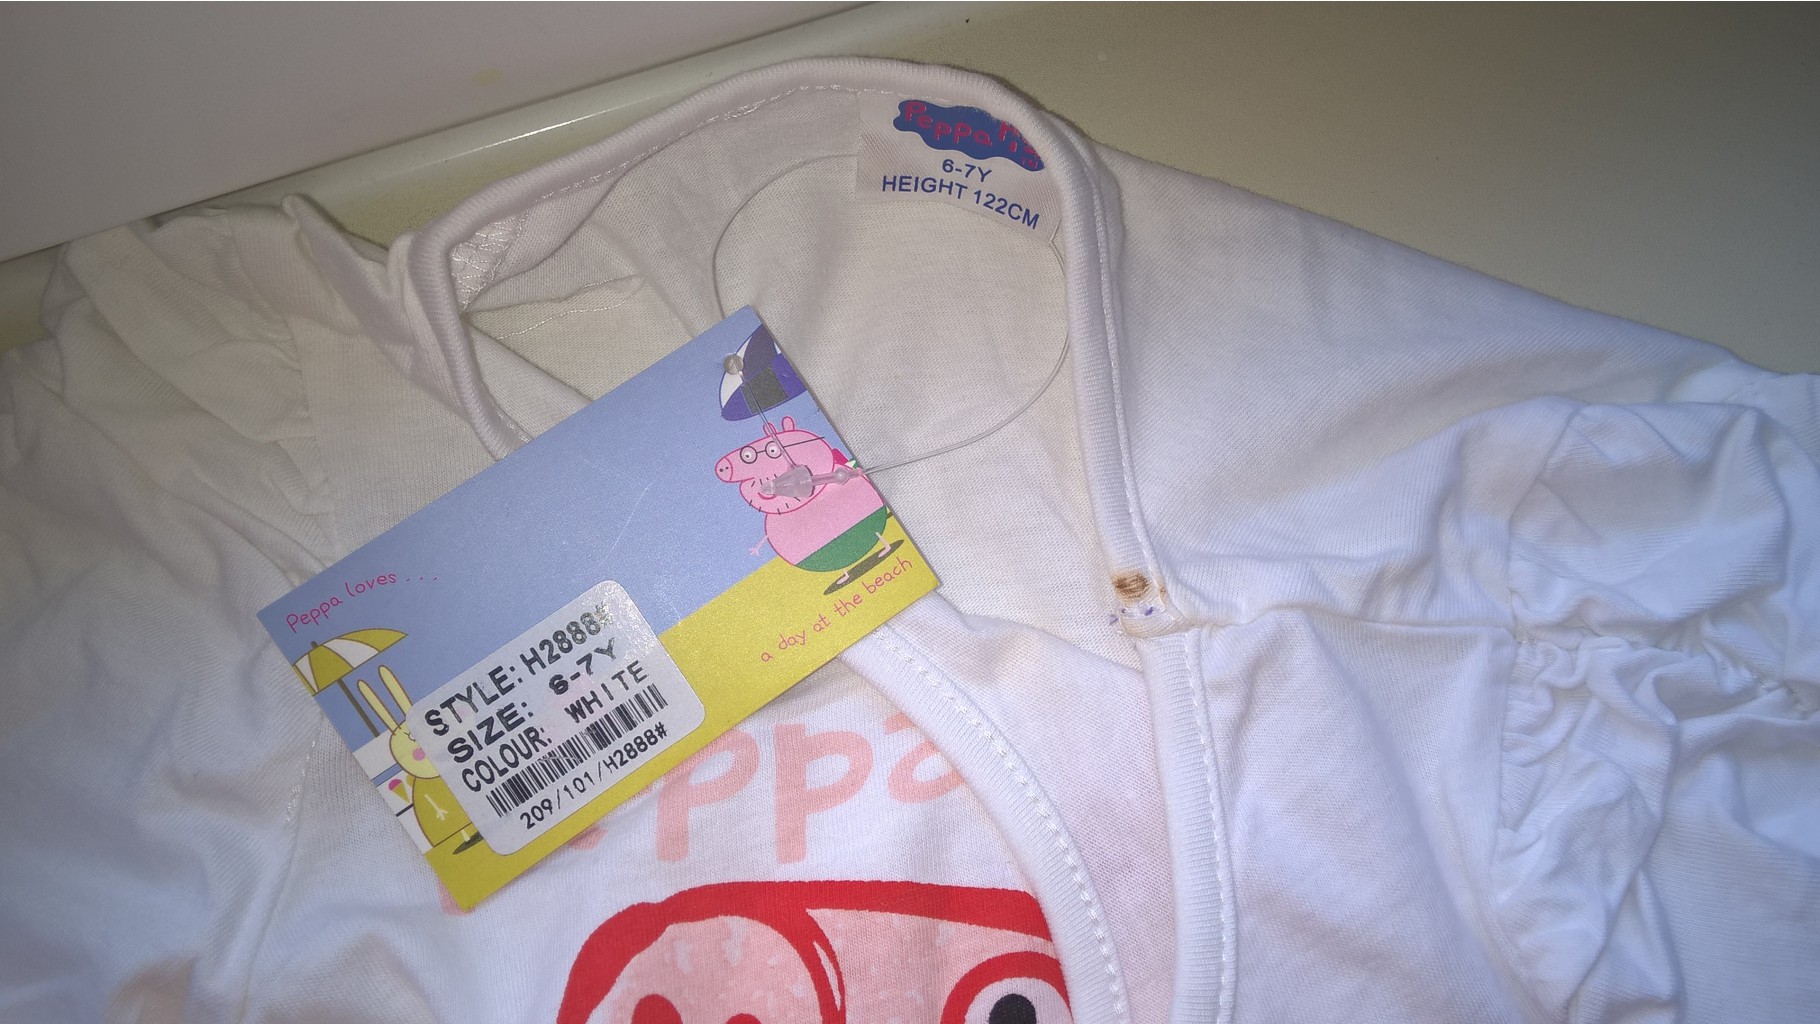 Peppa Pig
6-7Y
HEIGHT 122CM
Peppa loves ...
a day at the beach
STYLE: H2888#
SIZE: 6-7Y
COLOUR: WHITE
209/101/H2888#
ppa